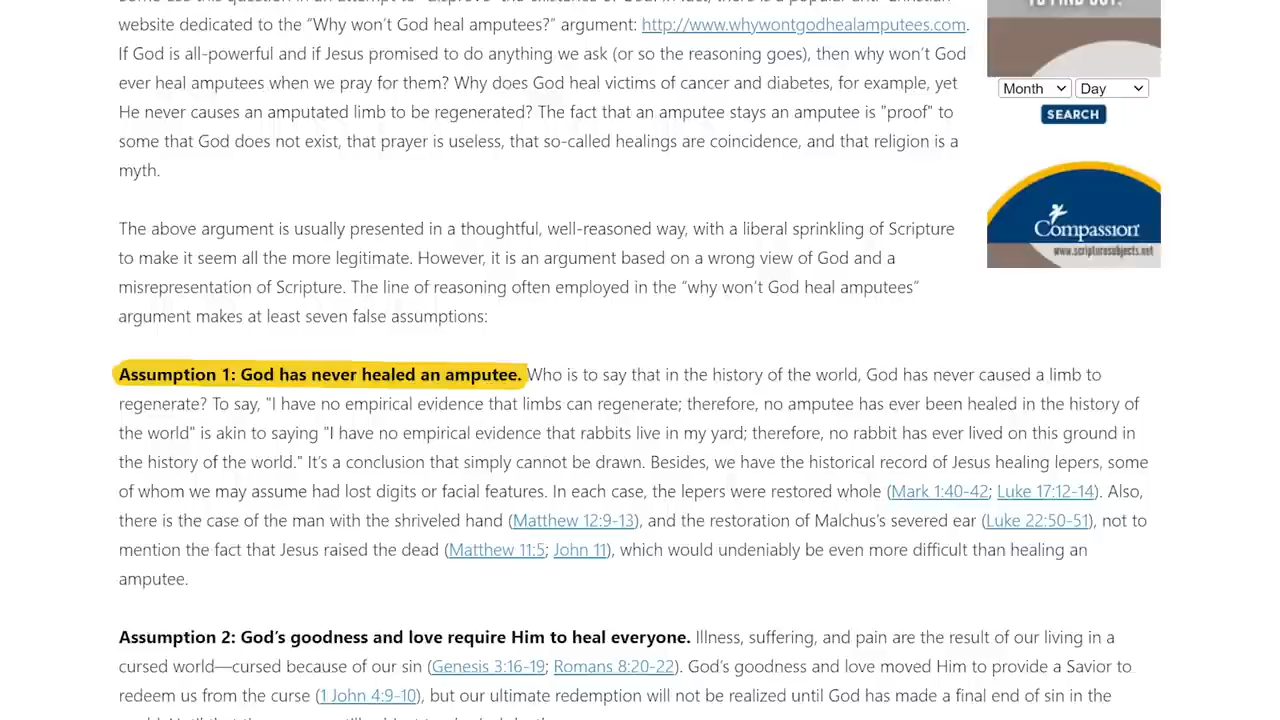 website dedicated to the “Why won’t God heal amputees?” argument: http://www.whywontgodhealamputees.com.
If God is all-powerful and if Jesus promised to do anything we ask (or so the reasoning goes), then why won’t God
ever heal amputees when we pray for them? Why does God heal victims of cancer and diabetes, for example, yet
He never causes an amputated limb to be regenerated? The fact that an amputee stays an amputee is "proof" to
some that God does not exist, that prayer is useless, that so-called healings are coincidence, and that religion is a
myth.
The above argument is usually presented in a thoughtful, well-reasoned way, with a liberal sprinkling of Scripture
to make it seem all the more legitimate. However, it is an argument based on a wrong view of God and a
misrepresentation of Scripture. The line of reasoning often employed in the “why won’t God heal amputees”
argument makes at least seven false assumptions:
Assumption 1: God has never healed an amputee. Who is to say that in the history of the world, God has never caused a limb to
regenerate? To say, "I have no empirical evidence that limbs can regenerate; therefore, no amputee has ever been healed in the history of
the world" is akin to saying "I have no empirical evidence that rabbits live in my yard; therefore, no rabbit has ever lived on this ground in
the history of the world." It’s a conclusion that simply cannot be drawn. Besides, we have the historical record of Jesus healing lepers, some
of whom we may assume had lost digits or facial features. In each case, the lepers were restored whole (Mark 1:40-42; Luke 17:12-14). Also,
there is the case of the man with the shriveled hand (Matthew 12:9-13), and the restoration of Malchus’s severed ear (Luke 22:50-51), not to
mention the fact that Jesus raised the dead (Matthew 11:5; John 11), which would undeniably be even more difficult than healing an
amputee.
Assumption 2: God’s goodness and love require Him to heal everyone. Illness, suffering, and pain are the result of our living in a
cursed world—cursed because of our sin (Genesis 3:16-19; Romans 8:20-22). God’s goodness and love moved Him to provide a Savior to
redeem us from the curse (1 John 4:9-10), but our ultimate redemption will not be realized until God has made a final end of sin in the
TO FIND OUT!
Month Day
SEARCH
Compassion
www.scripturesubjects.net